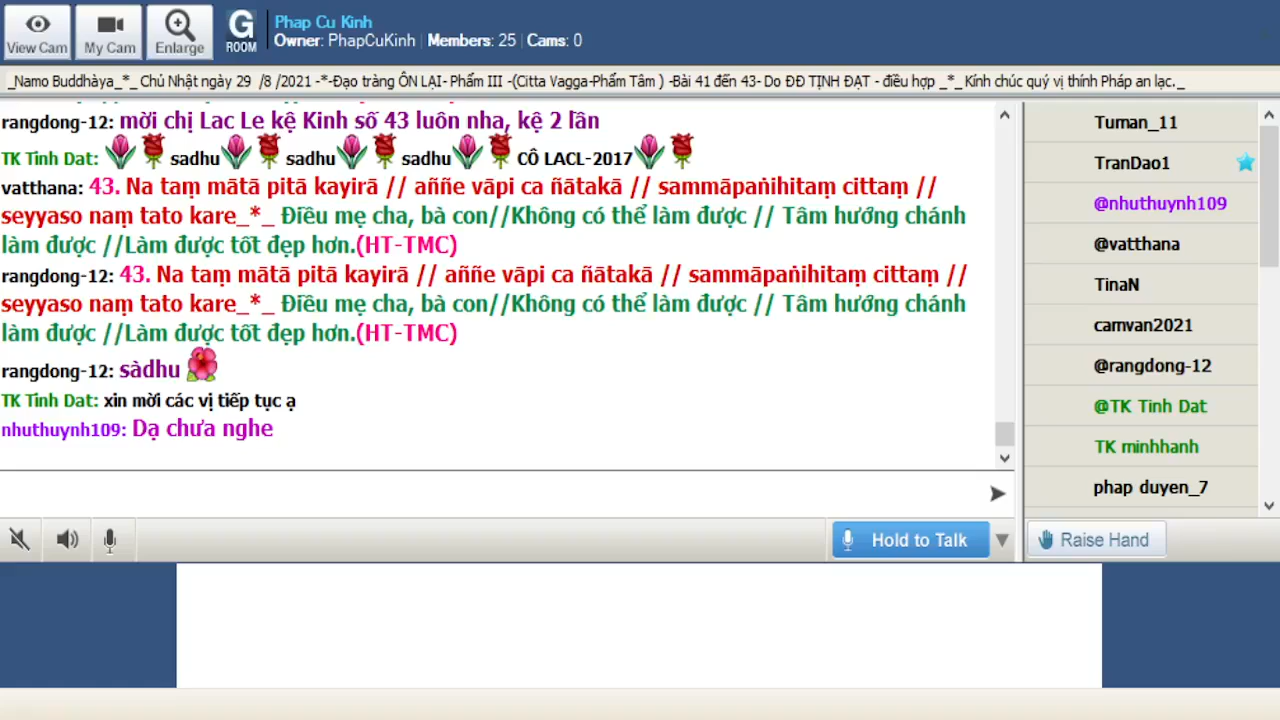 View Cam
My Cam
Enlarge
G
ROOM
Phap Cu Kinh
Owner: PhapCuKinh | Members: 25 | Cams: 0
_Namo Buddhàya_*_ Chủ Nhật ngày 29 /8 /2021 -*-Đạo tràng ÔN LẠI- Phẩm III -(Citta Vagga-Phẩm Tâm ) -Bài 41 đến 43- Do ĐĐ TỊNH ĐẠT - điều hợp _*_ Kính chúc quý vị thính Pháp an lạc._
rangdong-12: mời chị Lac Le kệ Kinh số 43 luôn nha, kệ 2 lần
TK Tinh Dat: sadhu sadhu sadhu CÔ LACL-2017
vatthana: 43. Na taṃ mātā pitā kayirā // aññe vāpi ca ñātakā // sammāpaṅihitaṃ cittaṃ //
seyyaso naṃ tato kare_*_ Điều mẹ cha, bà con//Không có thể làm được // Tâm hướng chánh
làm được //Làm được tốt đẹp hơn.(HT-TMC)
rangdong-12: 43. Na taṃ mātā pitā kayirā // aññe vāpi ca ñātakā // sammāpaṅihitaṃ cittaṃ //
seyyaso naṃ tato kare_*_ Điều mẹ cha, bà con//Không có thể làm được // Tâm hướng chánh
làm được //Làm được tốt đẹp hơn.(HT-TMC)
rangdong-12: sàdhu
TK Tinh Dat: xin mời các vị tiếp tục ạ
nhuthuynh109: Dạ chưa nghe
Tuman_11
TranDao1
@nhuthuynh109
@vatthana
TinaN
camvan2021
@rangdong-12
@TK Tinh Dat
TK minhhanh
phap duyen_7
Hold to Talk
Raise Hand